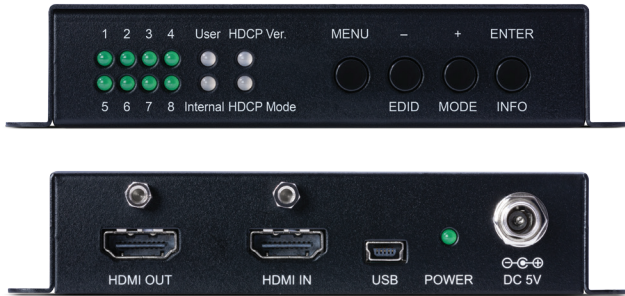 1 2 3 4 User HDCP Ver. MENU – + ENTER
5 6 7 8 Internal HDCP Mode EDID MODE INFO
HDMI OUT HDMI IN USB POWER DC 5V